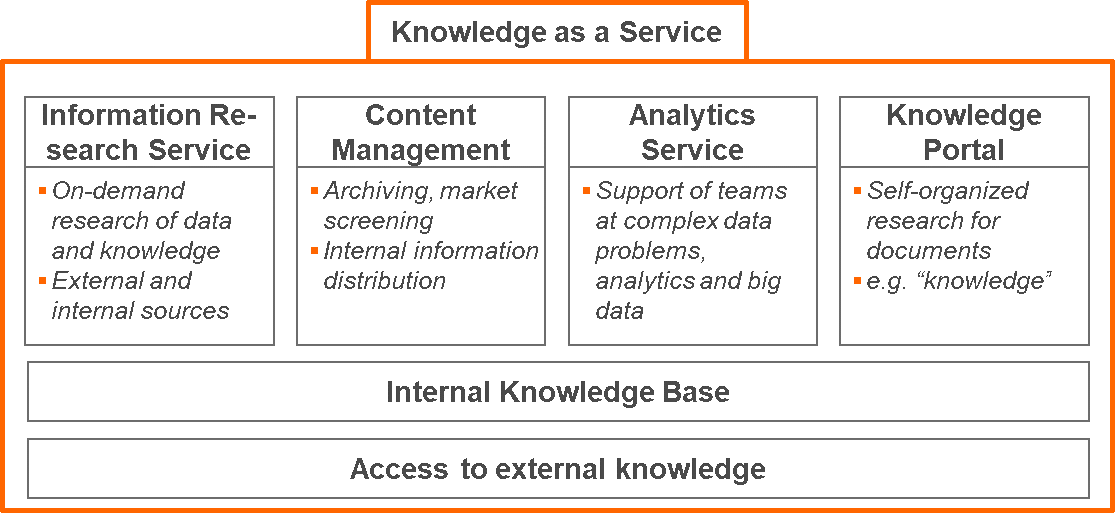 Knowledge as a Service
Information Re-
search Service
▪ On-demand
research of data
and knowledge
▪ External and
internal sources
Content
Management
▪ Archiving, market
screening
▪ Internal information
distribution
Analytics
Service
▪ Support of teams
at complex data
problems,
analytics and big
data
Knowledge
Portal
▪ Self-organized
research for
documents
▪ e.g. “knowledge”
Internal Knowledge Base
Access to external knowledge